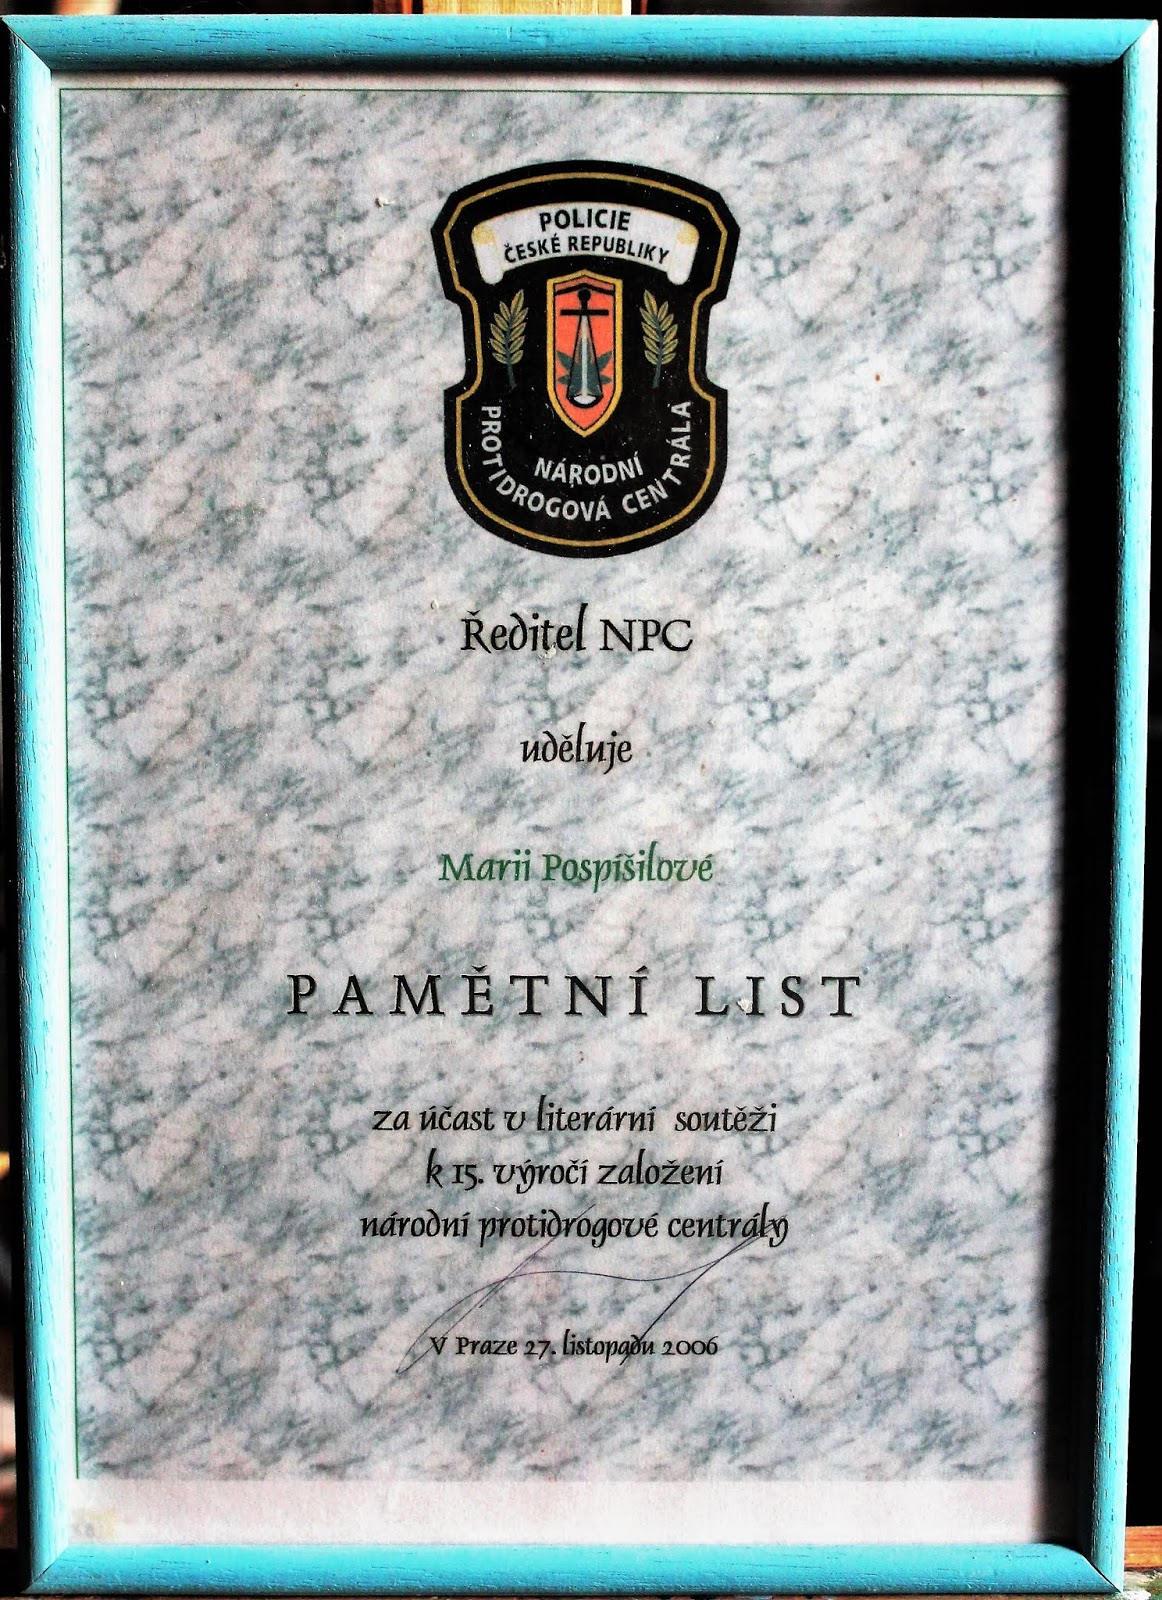 POLICIE
ČESKÉ REPUBLIKY
NÁRODNÍ
PROTIDROGOVÁ CENTRÁLA
Ředitel NPC
uděluje
Marii Pospíšilové
PAMĚTNÍ LIST
za účast v literární soutěži
k 15. výročí založení
národní protidrogové centrály
V Praze 27. listopadu 2006